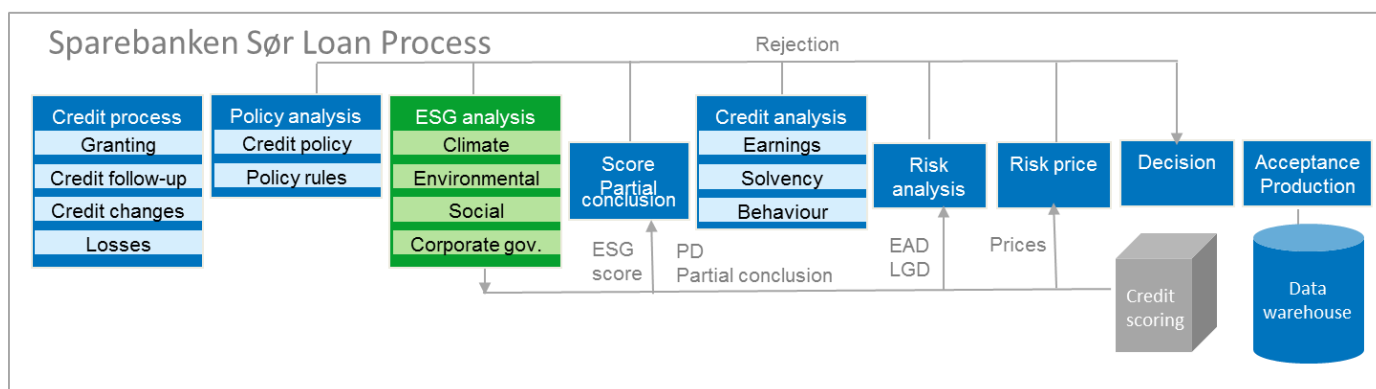 Sparebanken Sør Loan Process
Rejection
Credit process
Granting
Credit follow-up
Credit changes
Losses
Policy analysis
Credit policy
Policy rules
ESG analysis
Climate
Environmental
Social
Corporate gov.
Score
Partial
conclusion
Credit analysis
Earnings
Solvency
Behaviour
Risk
analysis
Risk price
Decision
Acceptance
Production
ESG
score
PD
Partial conclusion
EAD
LGD
Prices
Credit
scoring
Data
warehouse